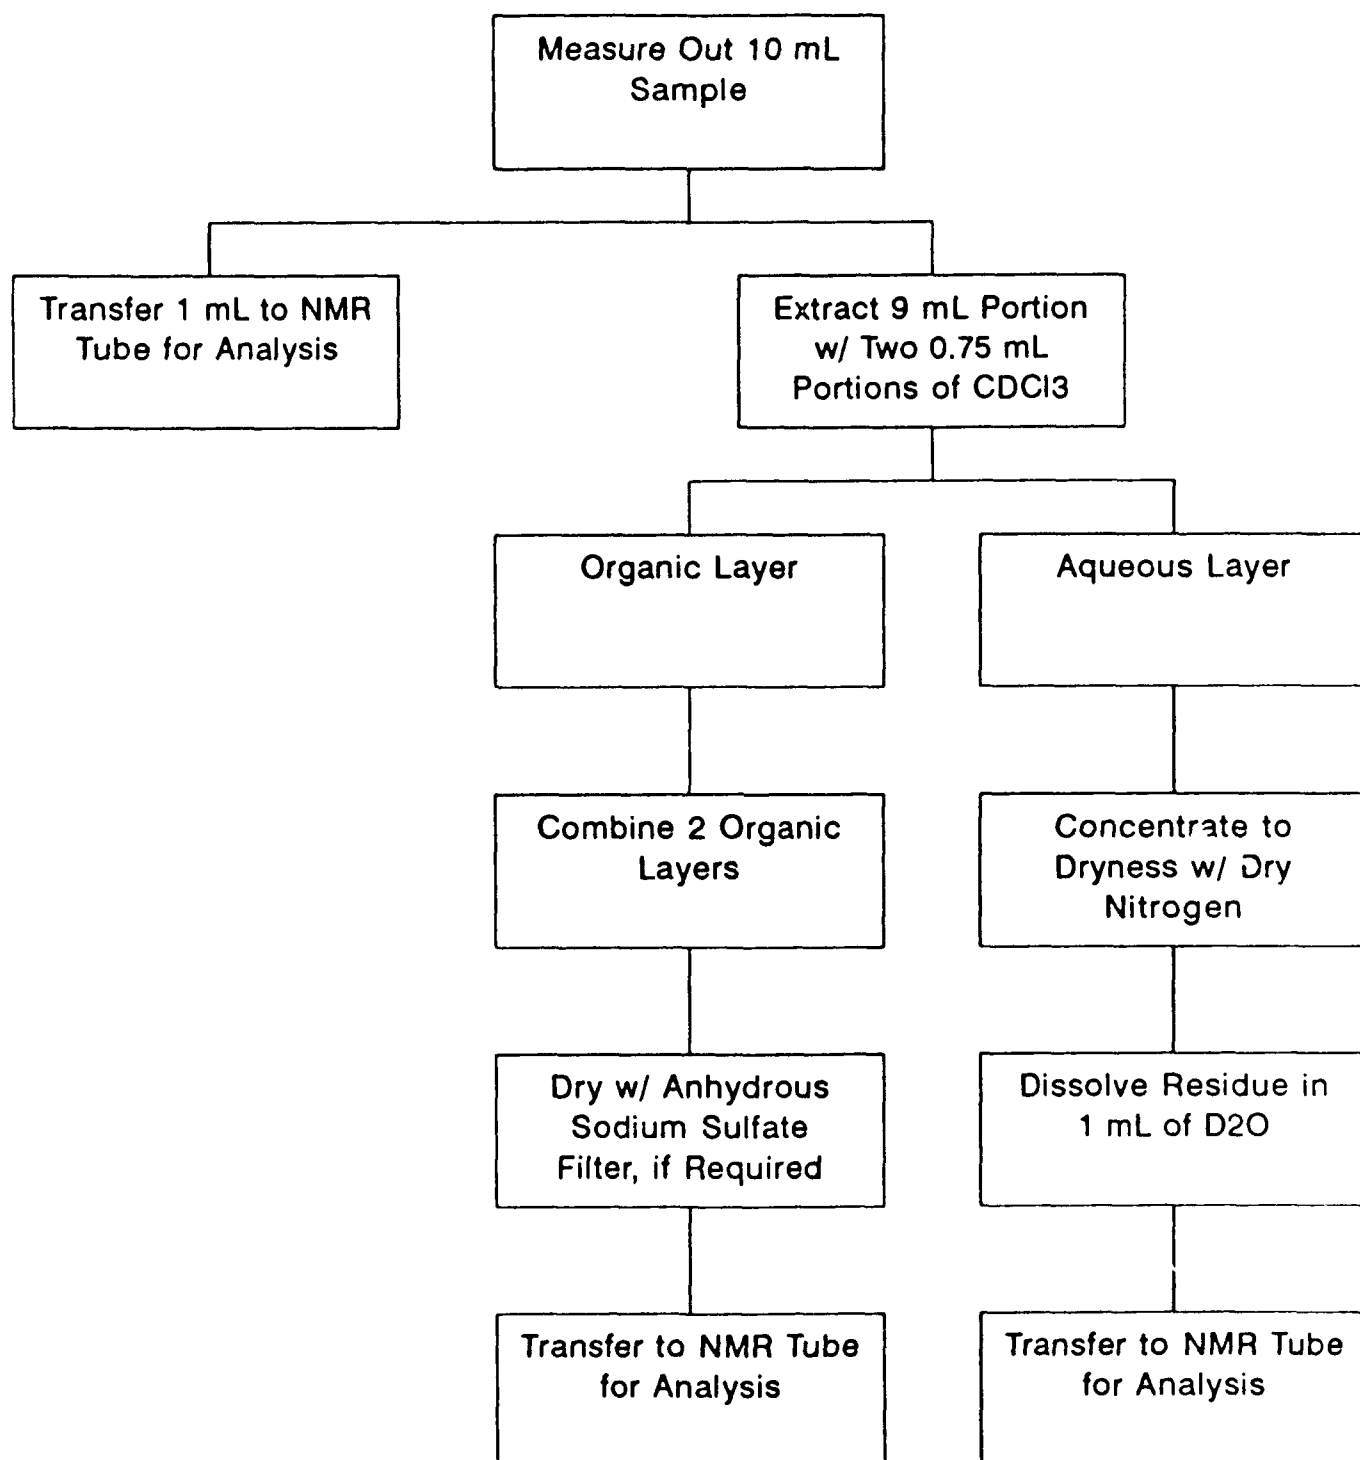 Measure Out 10 mL
Sample
Transfer 1 mL to NMR
Tube for Analysis
Extract 9 mL Portion
w/ Two 0.75 mL
Portions of CDCl3
Organic Layer
Aqueous Layer
Combine 2 Organic
Layers
Concentrate to
Dryness w/ Dry
Nitrogen
Dry w/ Anhydrous
Sodium Sulfate
Filter, if Required
Dissolve Residue in
1 mL of D2O
Transfer to NMR Tube
for Analysis
Transfer to NMR Tube
for Analysis